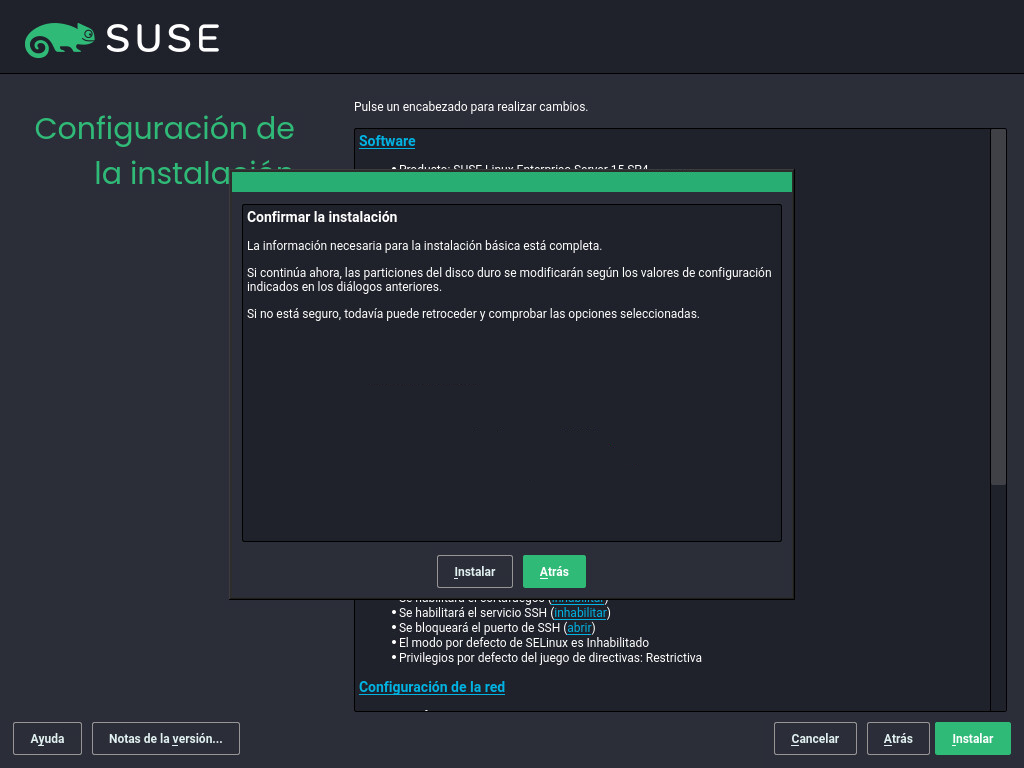 SUSE
Configuración de
la instalación
Pulse un encabezado para realizar cambios.
Software
• Producto: SUSE Linux Enterprise Server 15 SP4
Confirmar la instalación
La información necesaria para la instalación básica está completa.
Si continúa ahora, las particiones del disco duro se modificarán según los valores de configuración
indicados en los diálogos anteriores.
Si no está seguro, todavía puede retroceder y comprobar las opciones seleccionadas.
Instalar
Atrás
• Se habilitará el cortafuegos (inhabilitar)
• Se habilitará el servicio SSH (inhabilitar)
• Se bloqueará el puerto de SSH (abrir)
• El modo por defecto de SELinux es Inhabilitado
• Privilegios por defecto del juego de directivas: Restrictiva
Configuración de la red
Ayuda
Notas de la versión...
Cancelar
Atrás
Instalar